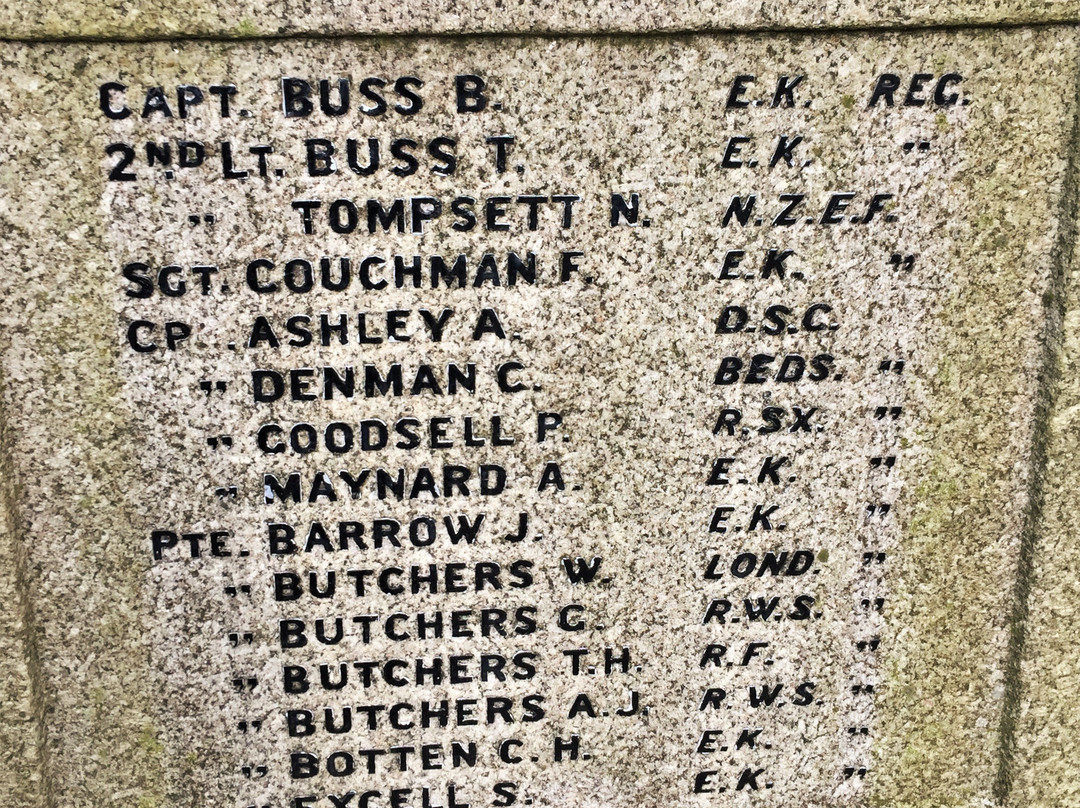 CAPT. BUSS B. E.K. REG.
2ND LT. BUSS T. E.K. "
" TOMPSETT N. N.Z.E.F.
SGT. COUCHMAN F. E.K. "
CP . ASHLEY A. D.S.C.
" DENMAN C. BEDS. "
" GOODSELL P. R.SX. "
" MAYNARD A. E.K. "
PTE. BARROW J. E.K. "
" BUTCHERS W. LOND. "
" BUTCHERS G. R.W.S. "
" BUTCHERS T.H. R.F. "
" BUTCHERS A.J. R.W.S. "
" BOTTEN C.H. E.K. "
" EXCELL S. E.K. "